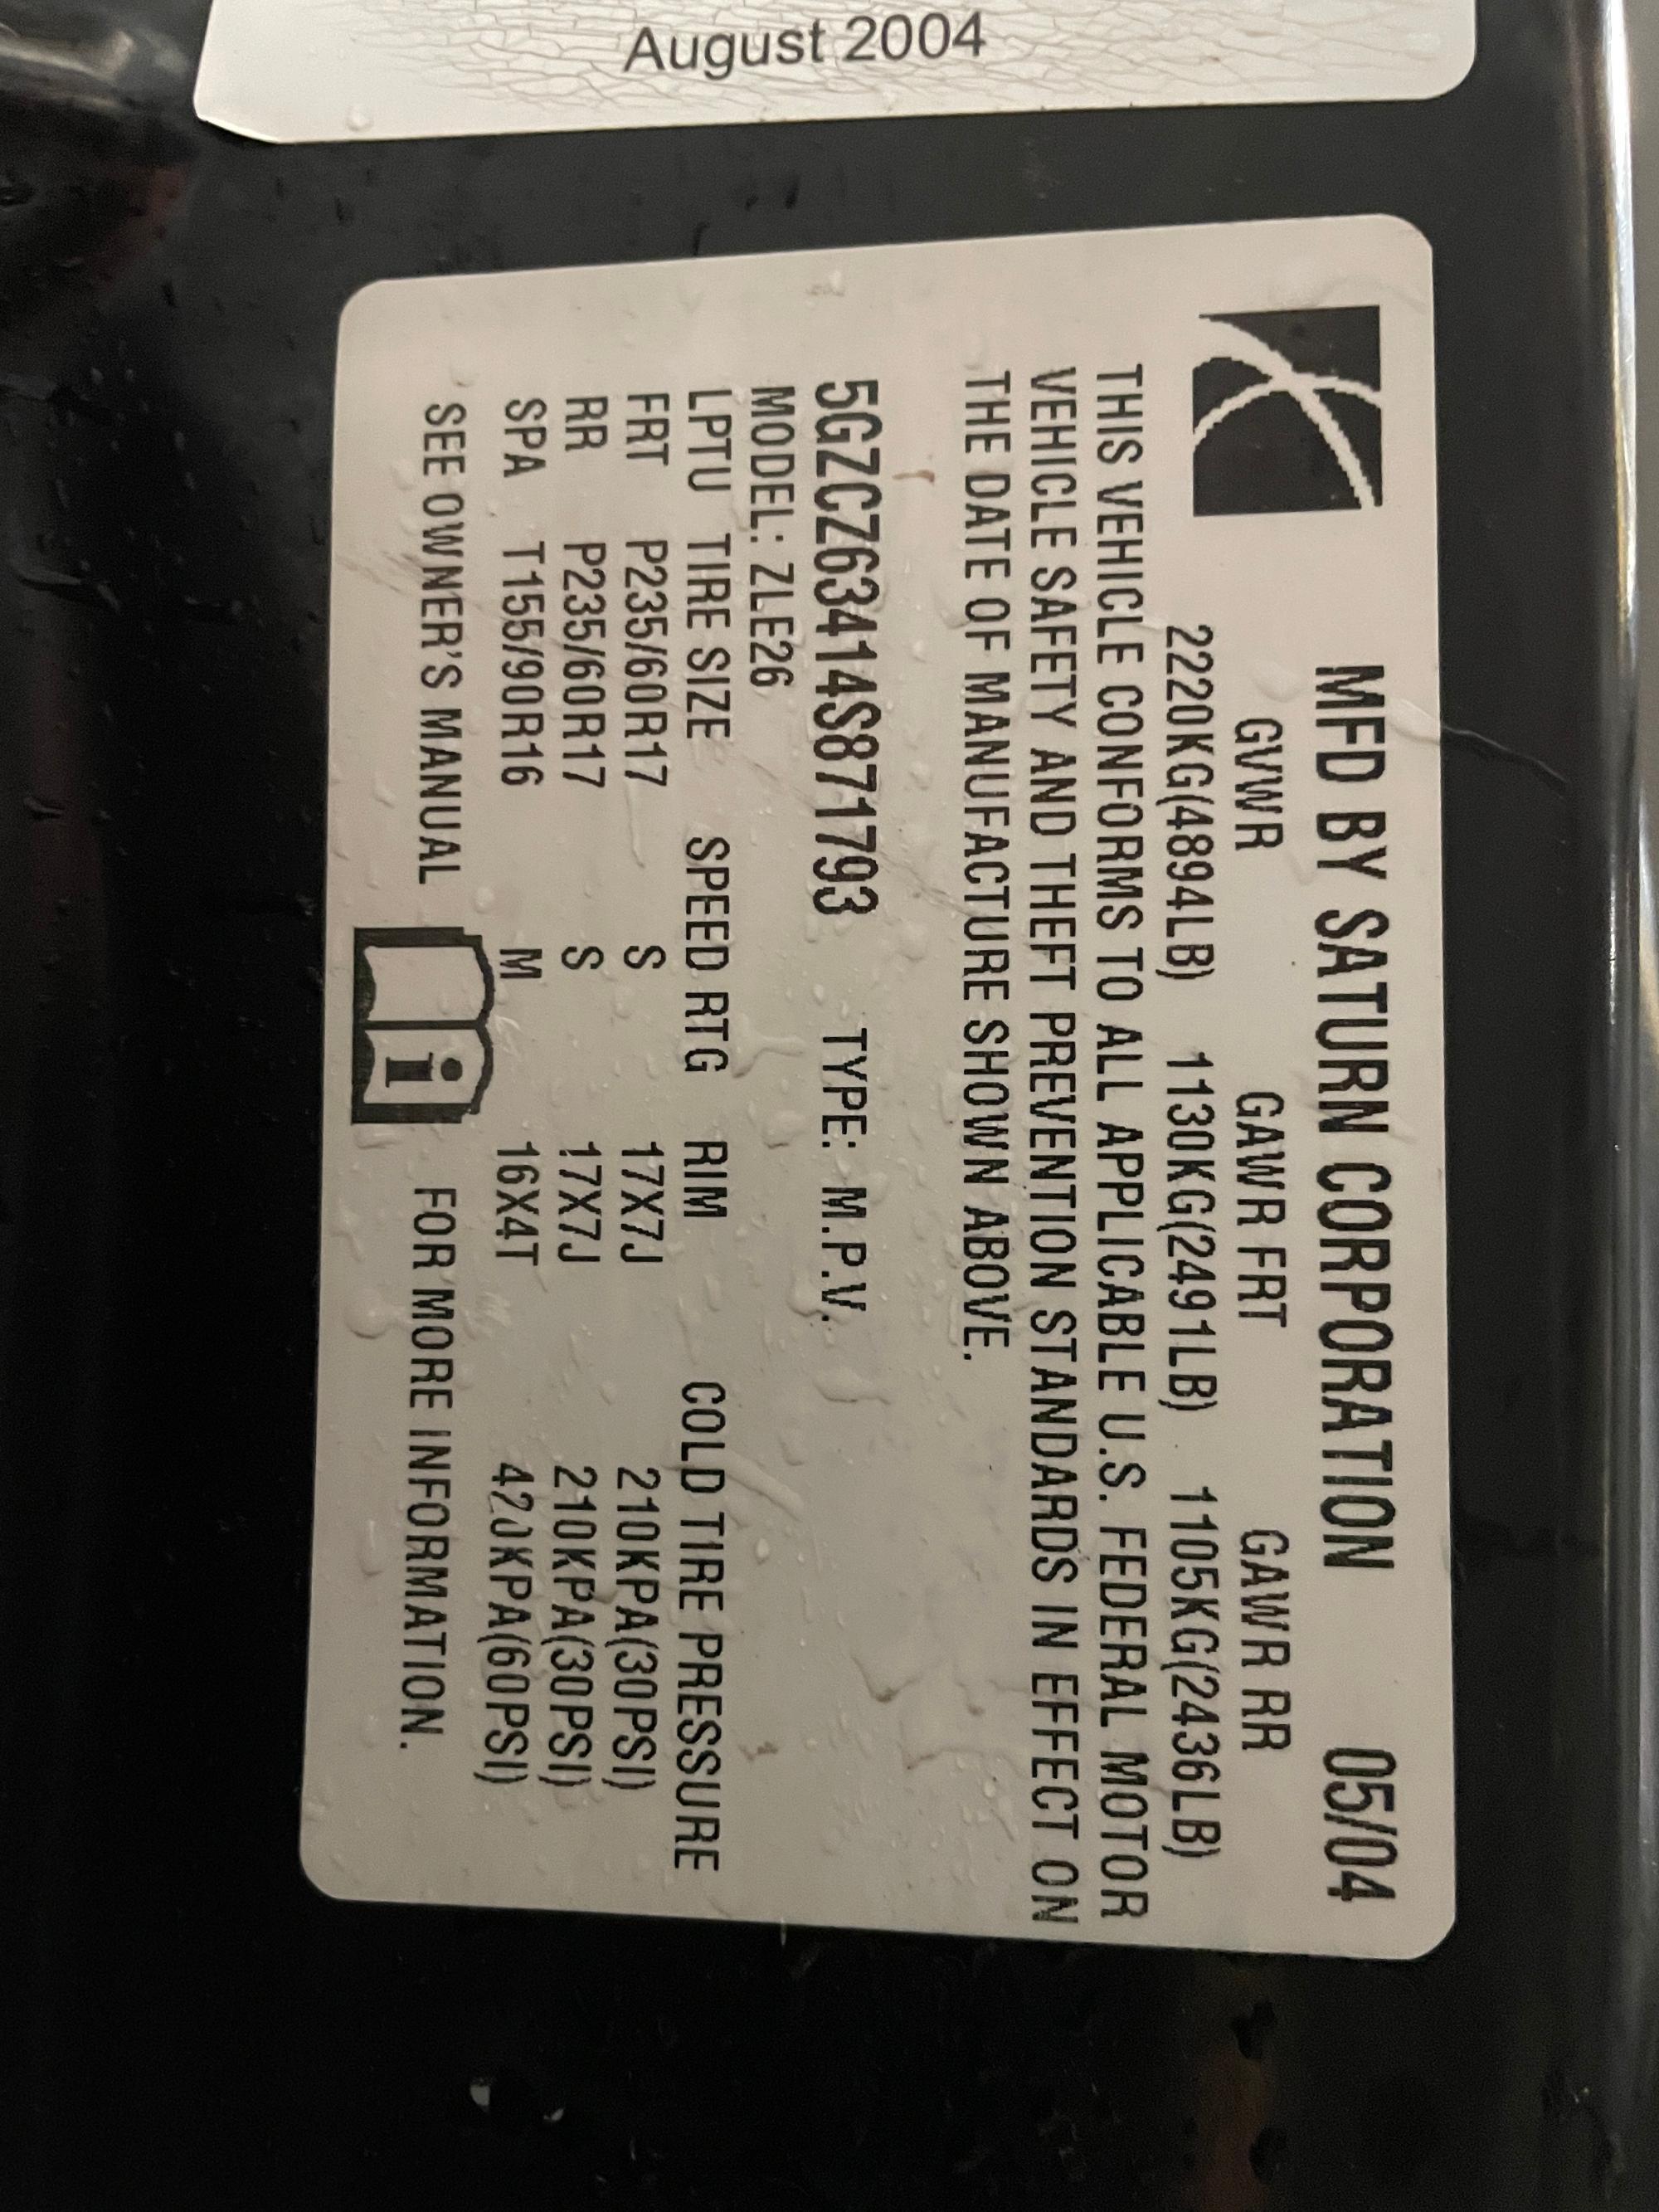 August 2004
MFD BY SATURN CORPORATION 05/04
GVWR GAWR FRT GAWR RR
2220KG(4894LB) 1130KG(2491LB) 1105KG(2436LB)
THIS VEHICLE CONFORMS TO ALL APPLICABLE U.S. FEDERAL MOTOR
VEHICLE SAFETY AND THEFT PREVENTION STANDARDS IN EFFECT ON
THE DATE OF MANUFACTURE SHOWN ABOVE.
5GZCZ63414S871793 TYPE: M.P.V.
MODEL: ZLE26
LPTU TIRE SIZE SPEED RTG RIM COLD TIRE PRESSURE
FRT P235/60R17 S 17X7J 210KPA(30PSI)
RR P235/60R17 S 17X7J 210KPA(30PSI)
SPA T155/90R16 M 16X4T 420KPA(60PSI)
SEE OWNER'S MANUAL i FOR MORE INFORMATION.